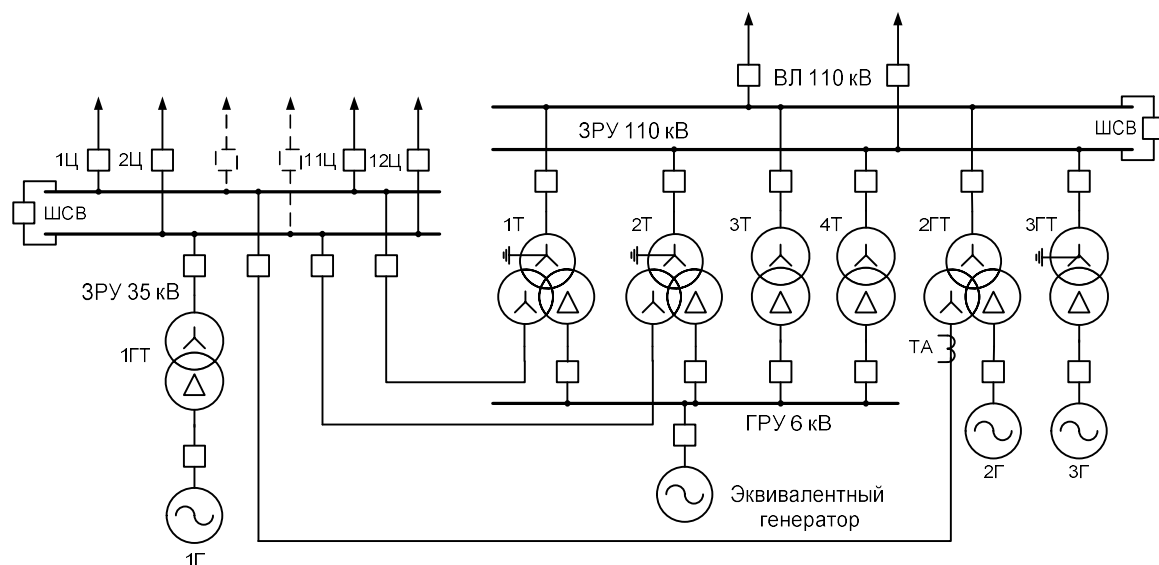 ВЛ 110 кВ
ЗРУ 110 кВ
ШСВ
1Ц
2Ц
11Ц
12Ц
ШСВ
1Т
2Т
3Т
4Т
2ГТ
3ГТ
ЗРУ 35 кВ
1ГТ
ТА
ГРУ 6 кВ
2Г
3Г
Эквивалентный
генератор
1Г